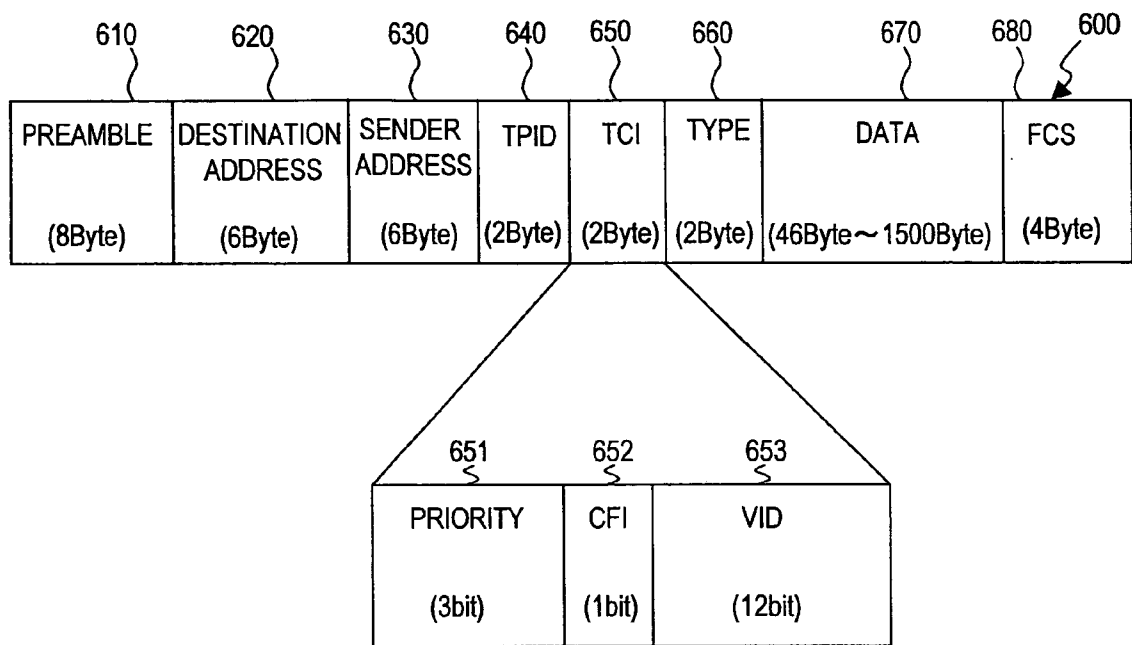 610 620 630 640 650 660 670 680 600
PREAMBLE DESTINATION SENDER TPID TCI TYPE DATA FCS
ADDRESS ADDRESS
(8Byte) (6Byte) (6Byte) (2Byte) (2Byte) (2Byte) (46Byte～1500Byte) (4Byte)
651 652 653
PRIORITY CFI VID
(3bit) (1bit) (12bit)